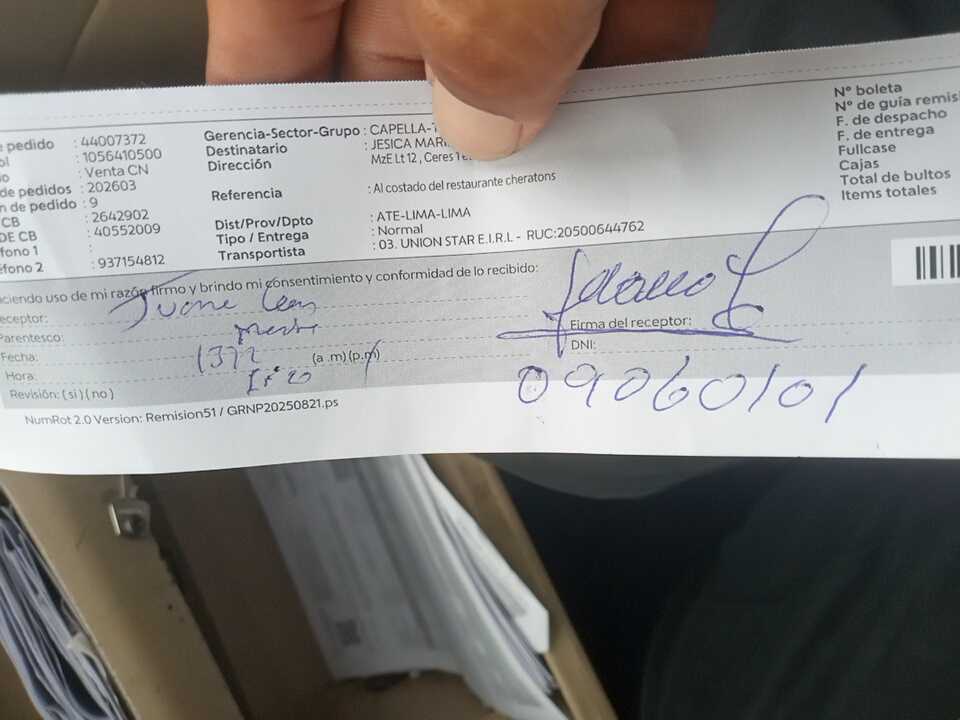 e pedido : 44007372
ol : 1056410500
o : Venta CN
de pedidos : 202603
n de pedido : 9
CB : 2642902
DE CB : 40552009
éfono 1 :
éfono 2 : 937154812
Gerencia-Sector-Grupo : CAPELLA-
Destinatario : JESICA MAR
Dirección MzE Lt 12 , Ceres 1 e
Referencia : Al costado del restaurante cheratons
Dist/Prov/Dpto : ATE-LIMA-LIMA
Tipo / Entrega : Normal
Transportista : 03. UNION STAR E.I.R.L - RUC:20500644762
N° boleta
N° de guía remisi
F. de despacho
F. de entrega
Fullcase
Cajas
Total de bultos
Items totales
aciendo uso de mi razón firmo y brindo mi consentimiento y conformidad de lo recibido:
eceptor:
Parentesco:
Fecha:
Hora: (a .m) (p.m)
Revisión: ( si ) ( no )
Firma del receptor:
DNI:
09060101
NumRot 2.0 Version: Remision51 / GRNP20250821.ps